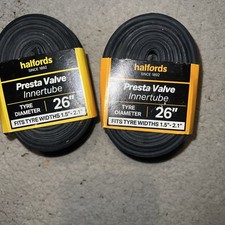 halfords
SINCE 1892
Presta Valve
Innertube
TYRE
DIAMETER
26"
FITS TYRE WIDTHS 1.5"- 2.1"
halfords
SINCE 1892
Presta Valve
Innertube
TYRE
DIAMETER
26"
FITS TYRE WIDTHS 1.5"- 2.1"